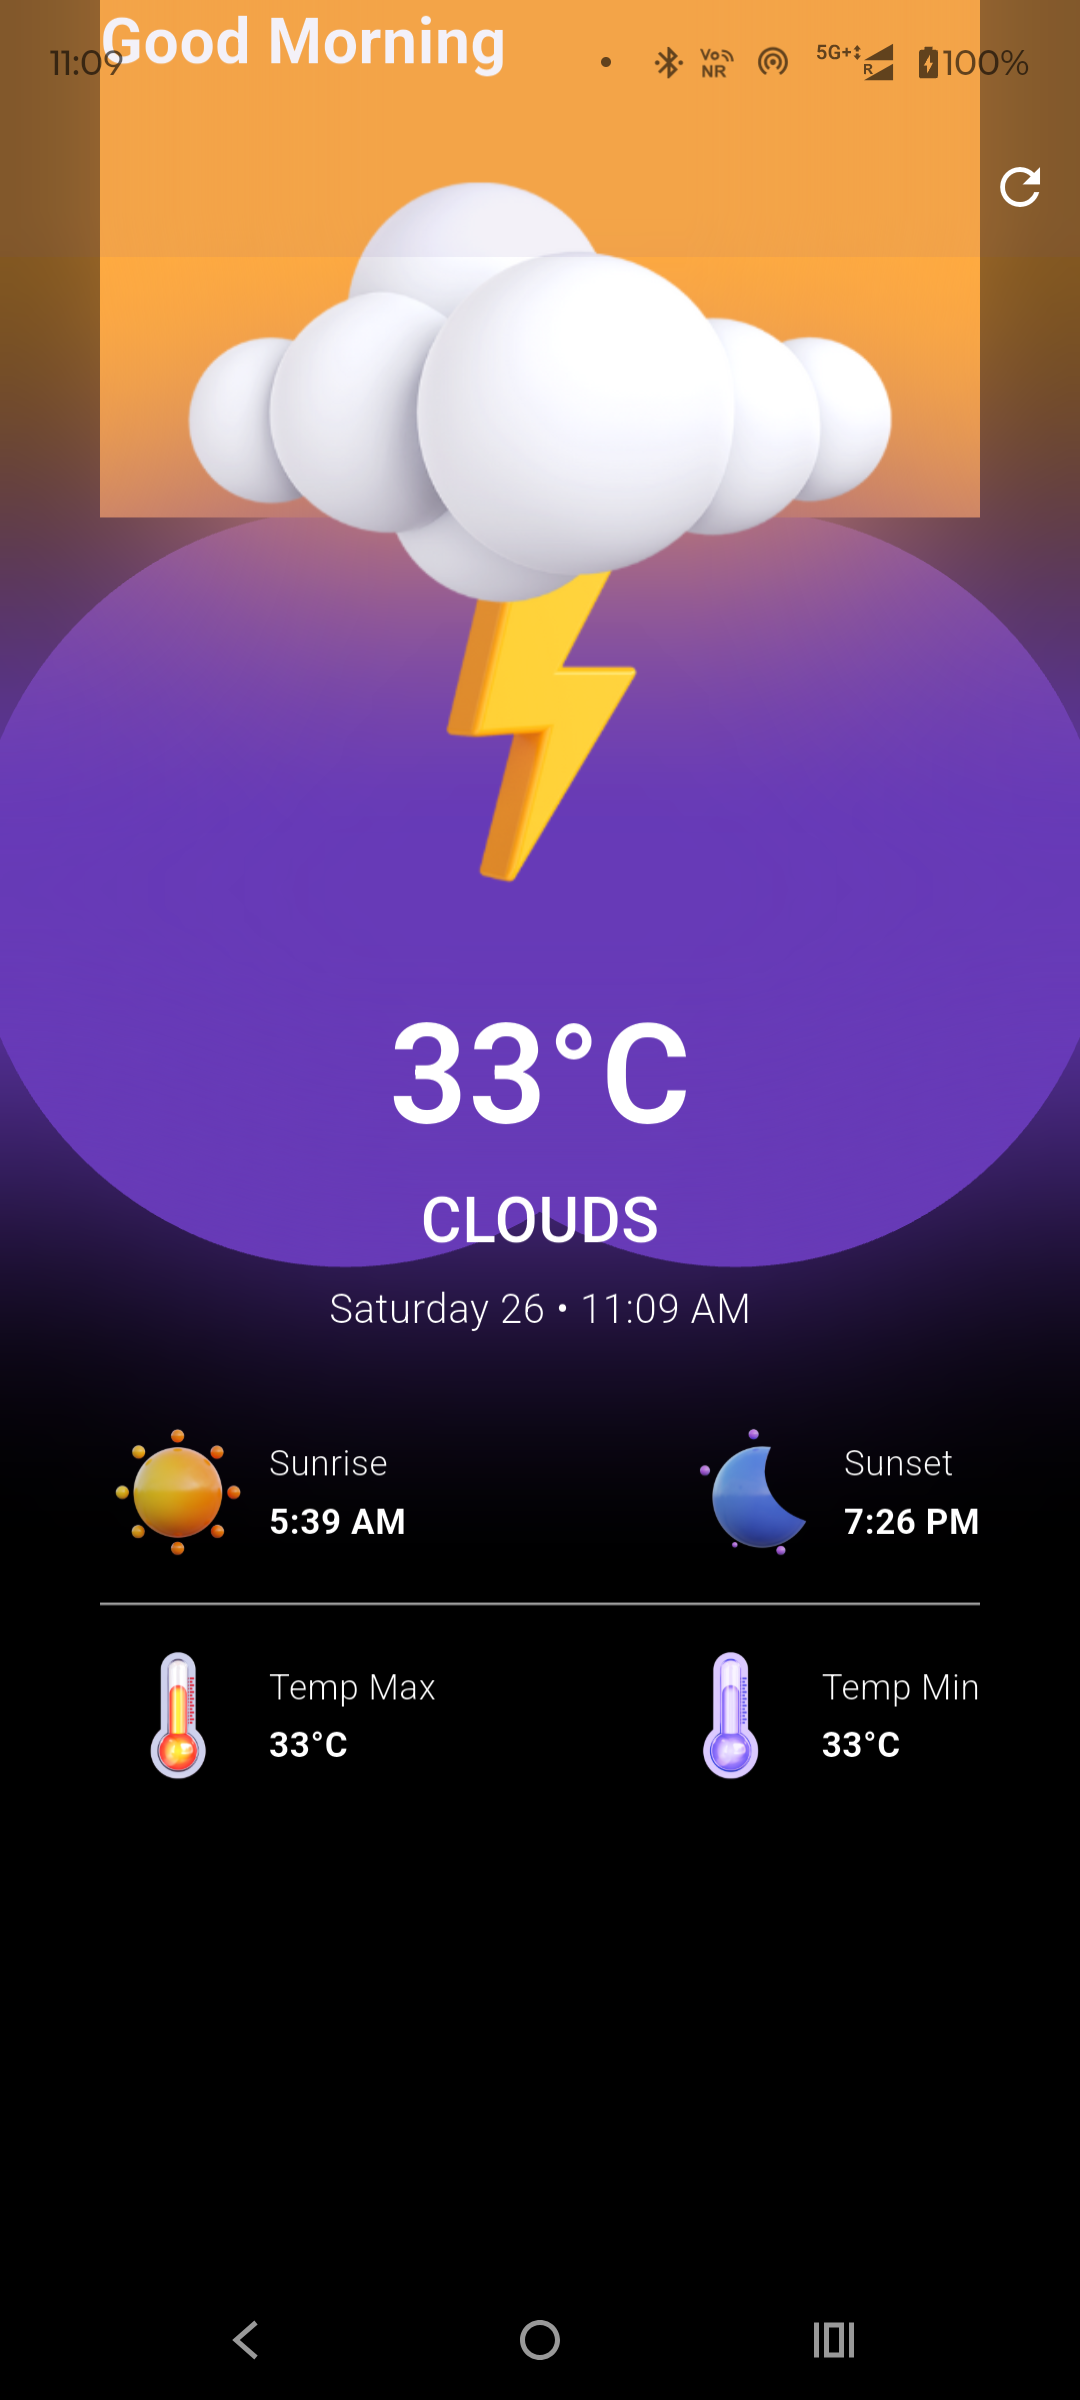 Good Morning
11:09
Vo
NR
5G+
R
100%
33°C
CLOUDS
Saturday 26 • 11:09 AM
Sunrise
5:39 AM
Sunset
7:26 PM
Temp Max
33°C
Temp Min
33°C